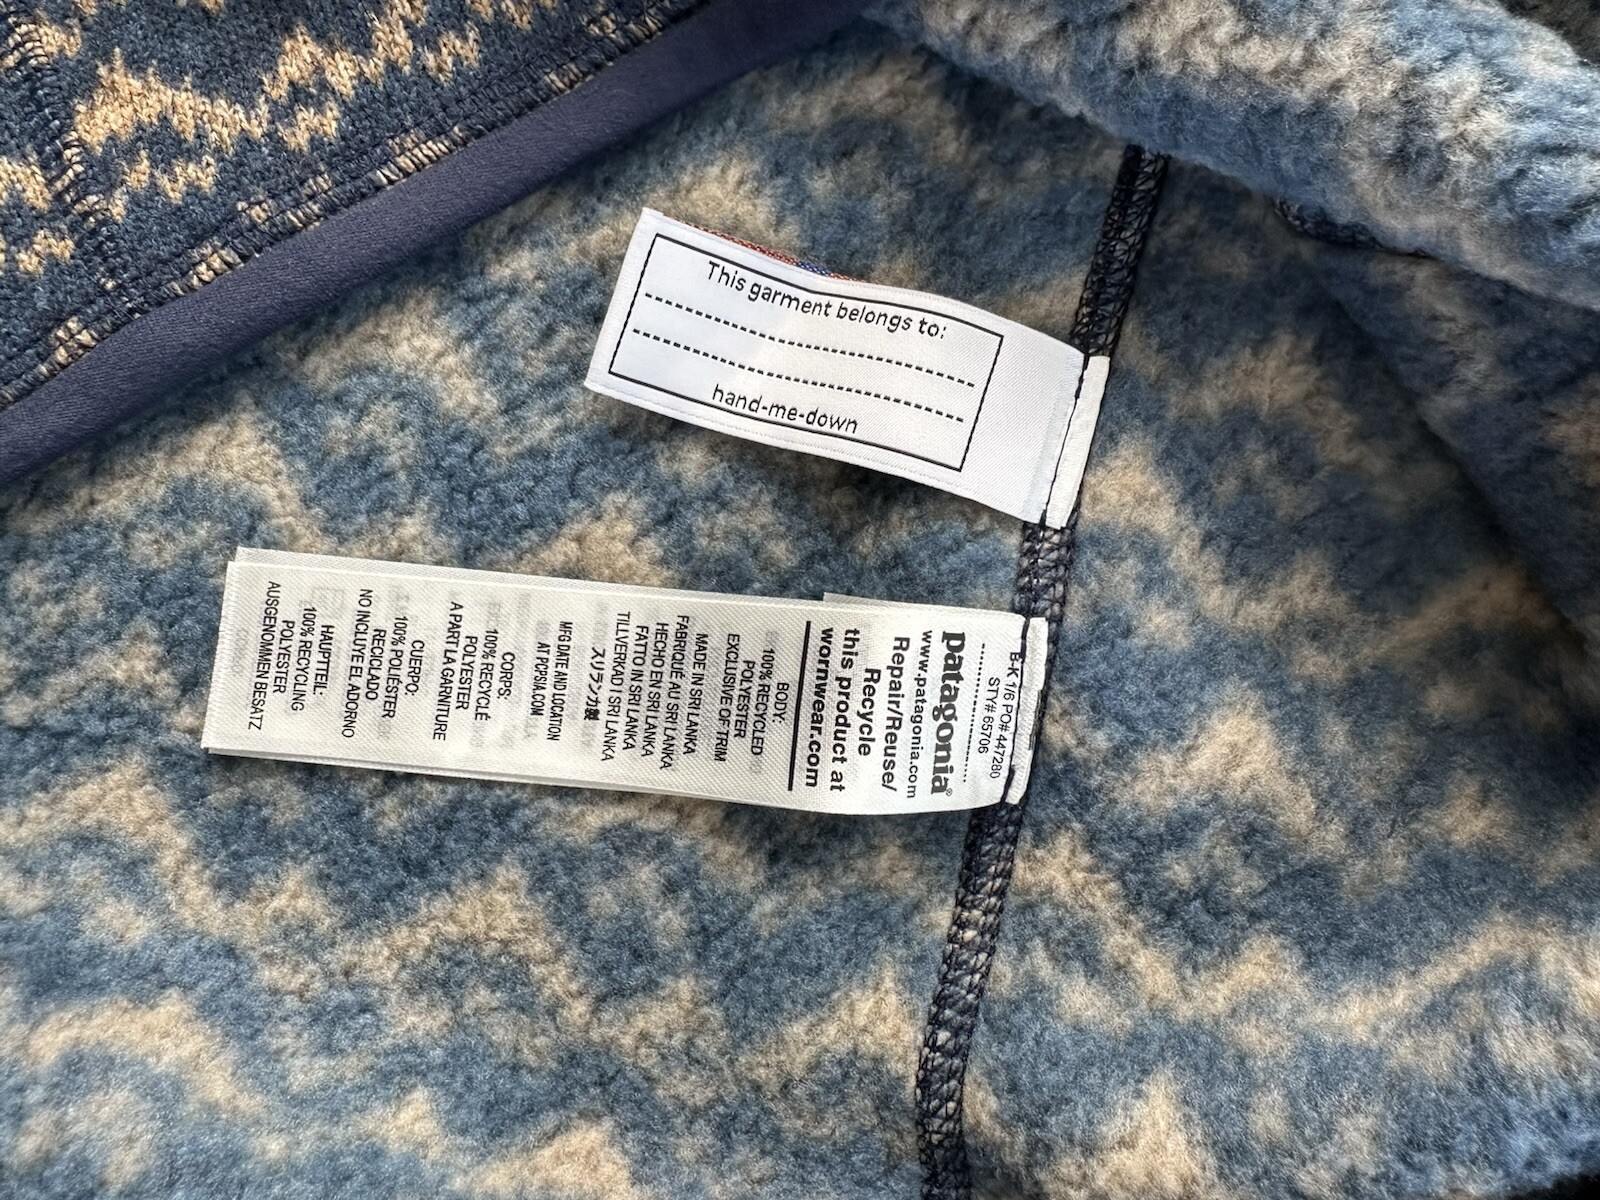 This garment belongs to:
hand-me-down
B-K 1/6 PO# 447280
STY# 65706
patagonia®
www.patagonia.com
Repair/Reuse/
Recycle
this product at
wornwear.com
BODY:
100% RECYCLED
POLYESTER
EXCLUSIVE OF TRIM
MADE IN SRI LANKA
FABRIQUÉ AU SRI LANKA
HECHO EN SRI LANKA
FATTO IN SRI LANKA
TILLVERKAD I SRI LANKA
スリランカ製
MFG DATE AND LOCATION
AT PCPSIA.COM
CORPS:
100% RECYCLÉ
POLYESTER
A PART LA GARNITURE
CUERPO:
100% POLIÉSTER
RECICLADO
NO INCLUYE EL ADORNO
HAUPTTEIL:
100% RECYCLING
POLYESTER
AUSGENOMMEN BESATZ